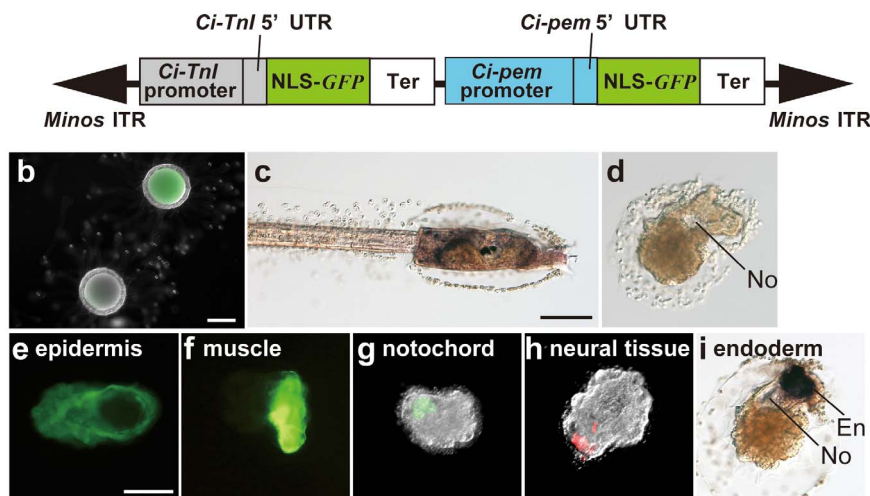 Ci-TnI 5' UTR
Ci-pem 5' UTR
Ci-TnI promoter
NLS-GFP
Ter
Ci-pem promoter
NLS-GFP
Ter
Minos ITR
Minos ITR
b
c
d
No
e epidermis
f muscle
g notochord
h neural tissue
i endoderm
En
No